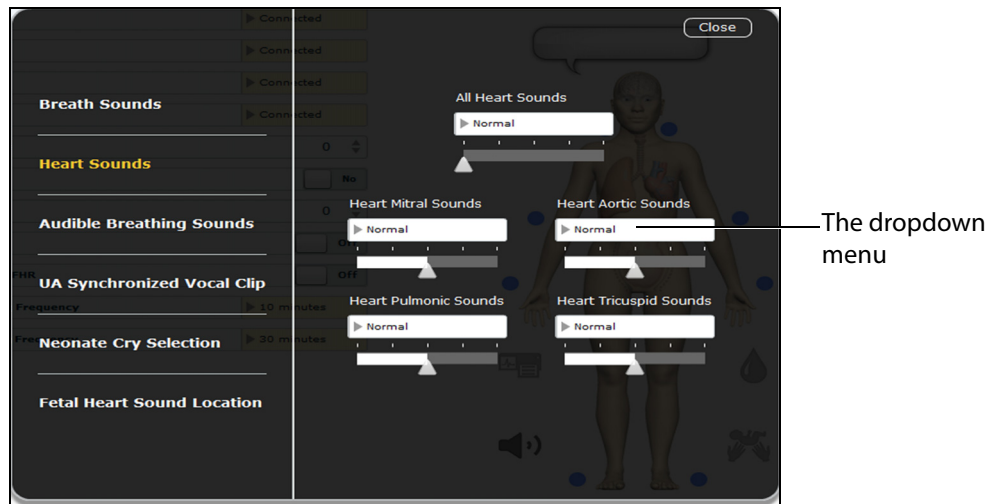 Close
Connected
Connected
Connected
Connected
0
No
0
Off
FHR Off
Frequency 10 minutes
30 minutes
Breath Sounds
Heart Sounds
Audible Breathing Sounds
UA Synchronized Vocal Clip
Neonate Cry Selection
Fetal Heart Sound Location
All Heart Sounds
Normal
Heart Mitral Sounds
Normal
Heart Aortic Sounds
Normal
Heart Pulmonic Sounds
Normal
Heart Tricuspid Sounds
Normal
The dropdown
menu